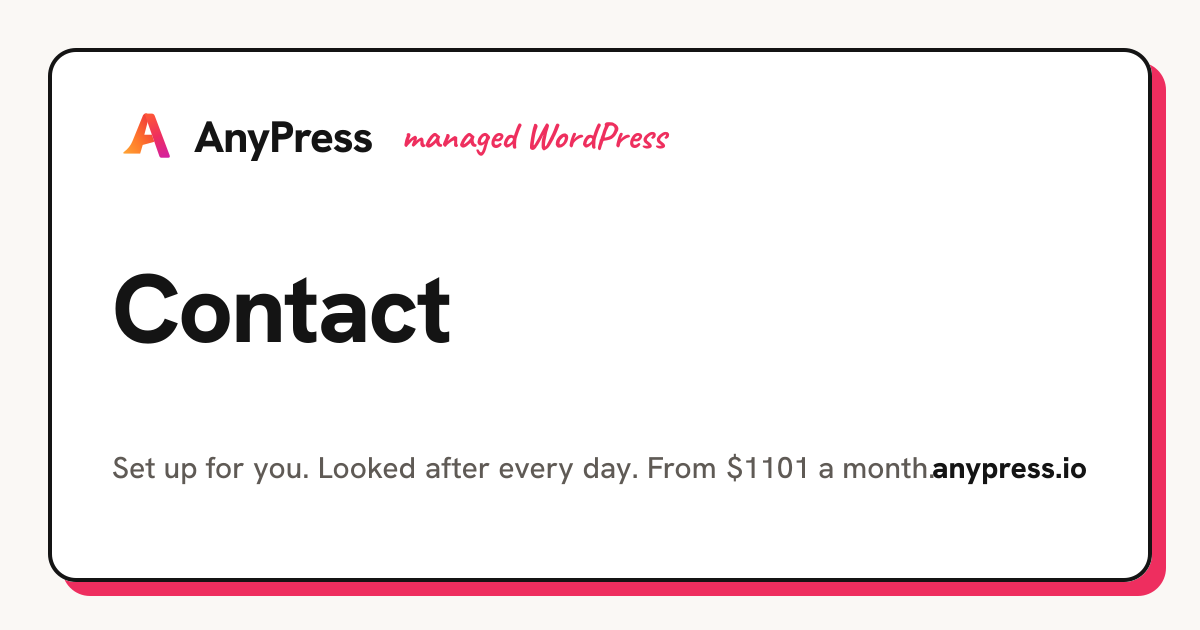 AnyPress managed WordPress
Contact
Set up for you. Looked after every day. From $1101 a month.anypress.io